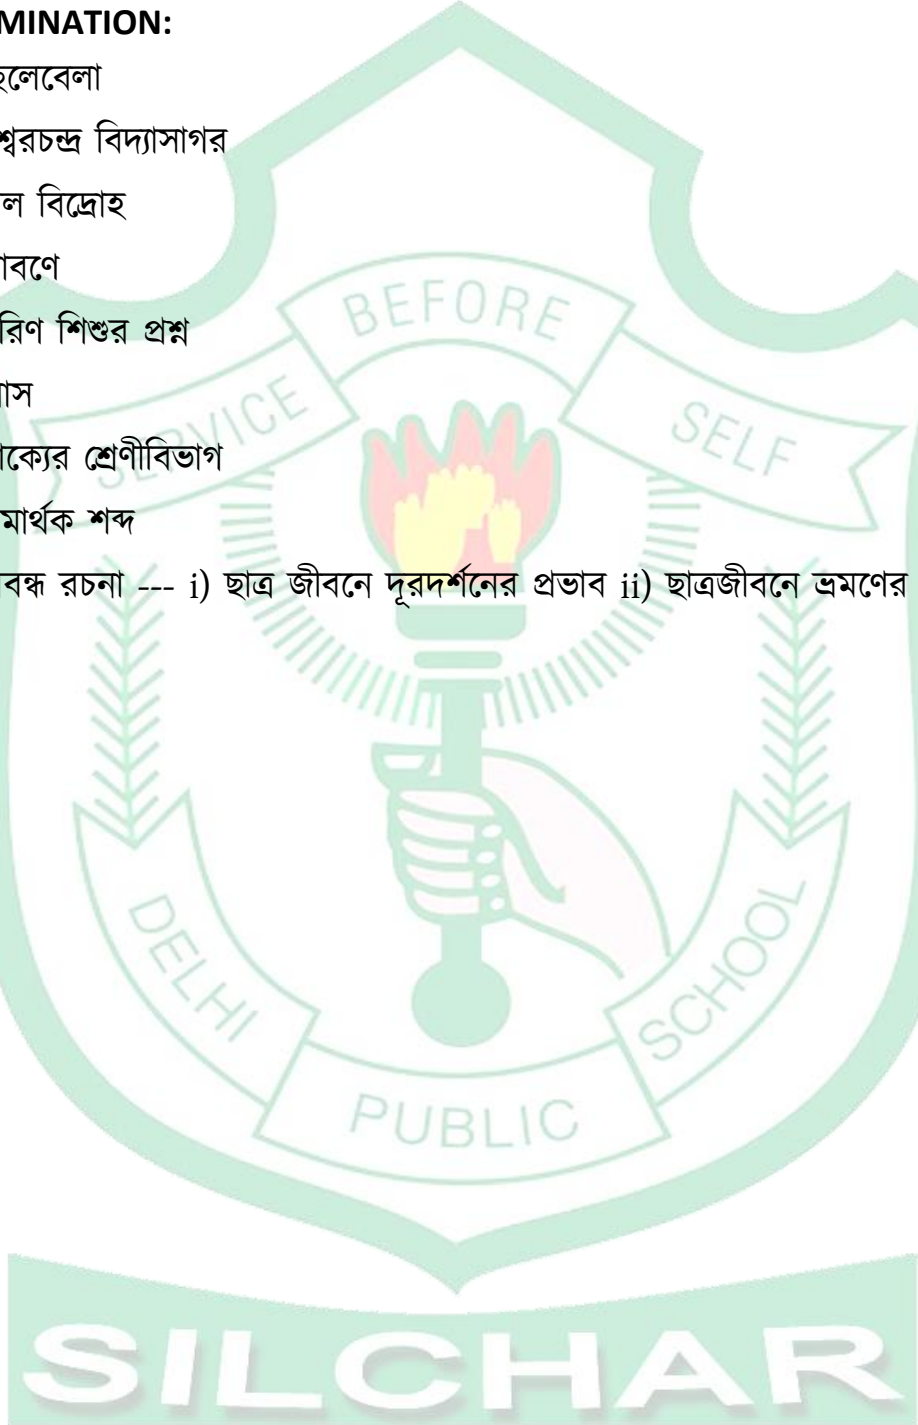 MINATION:
ছেলেবেলা
শ্বরচন্দ্র বিদ্যাসাগর
ল বিদ্রোহ
াবণে
রিণ শিশুর প্রশ্ন
াস
াক্যের শ্রেণীবিভাগ
মার্থক শব্দ
বন্ধ রচনা --- i) ছাত্র জীবনে দূরদর্শনের প্রভাব ii) ছাত্রজীবনে ভ্রমণের
SERVICE BEFORE SELF
DELHI PUBLIC SCHOOL
SILCHAR